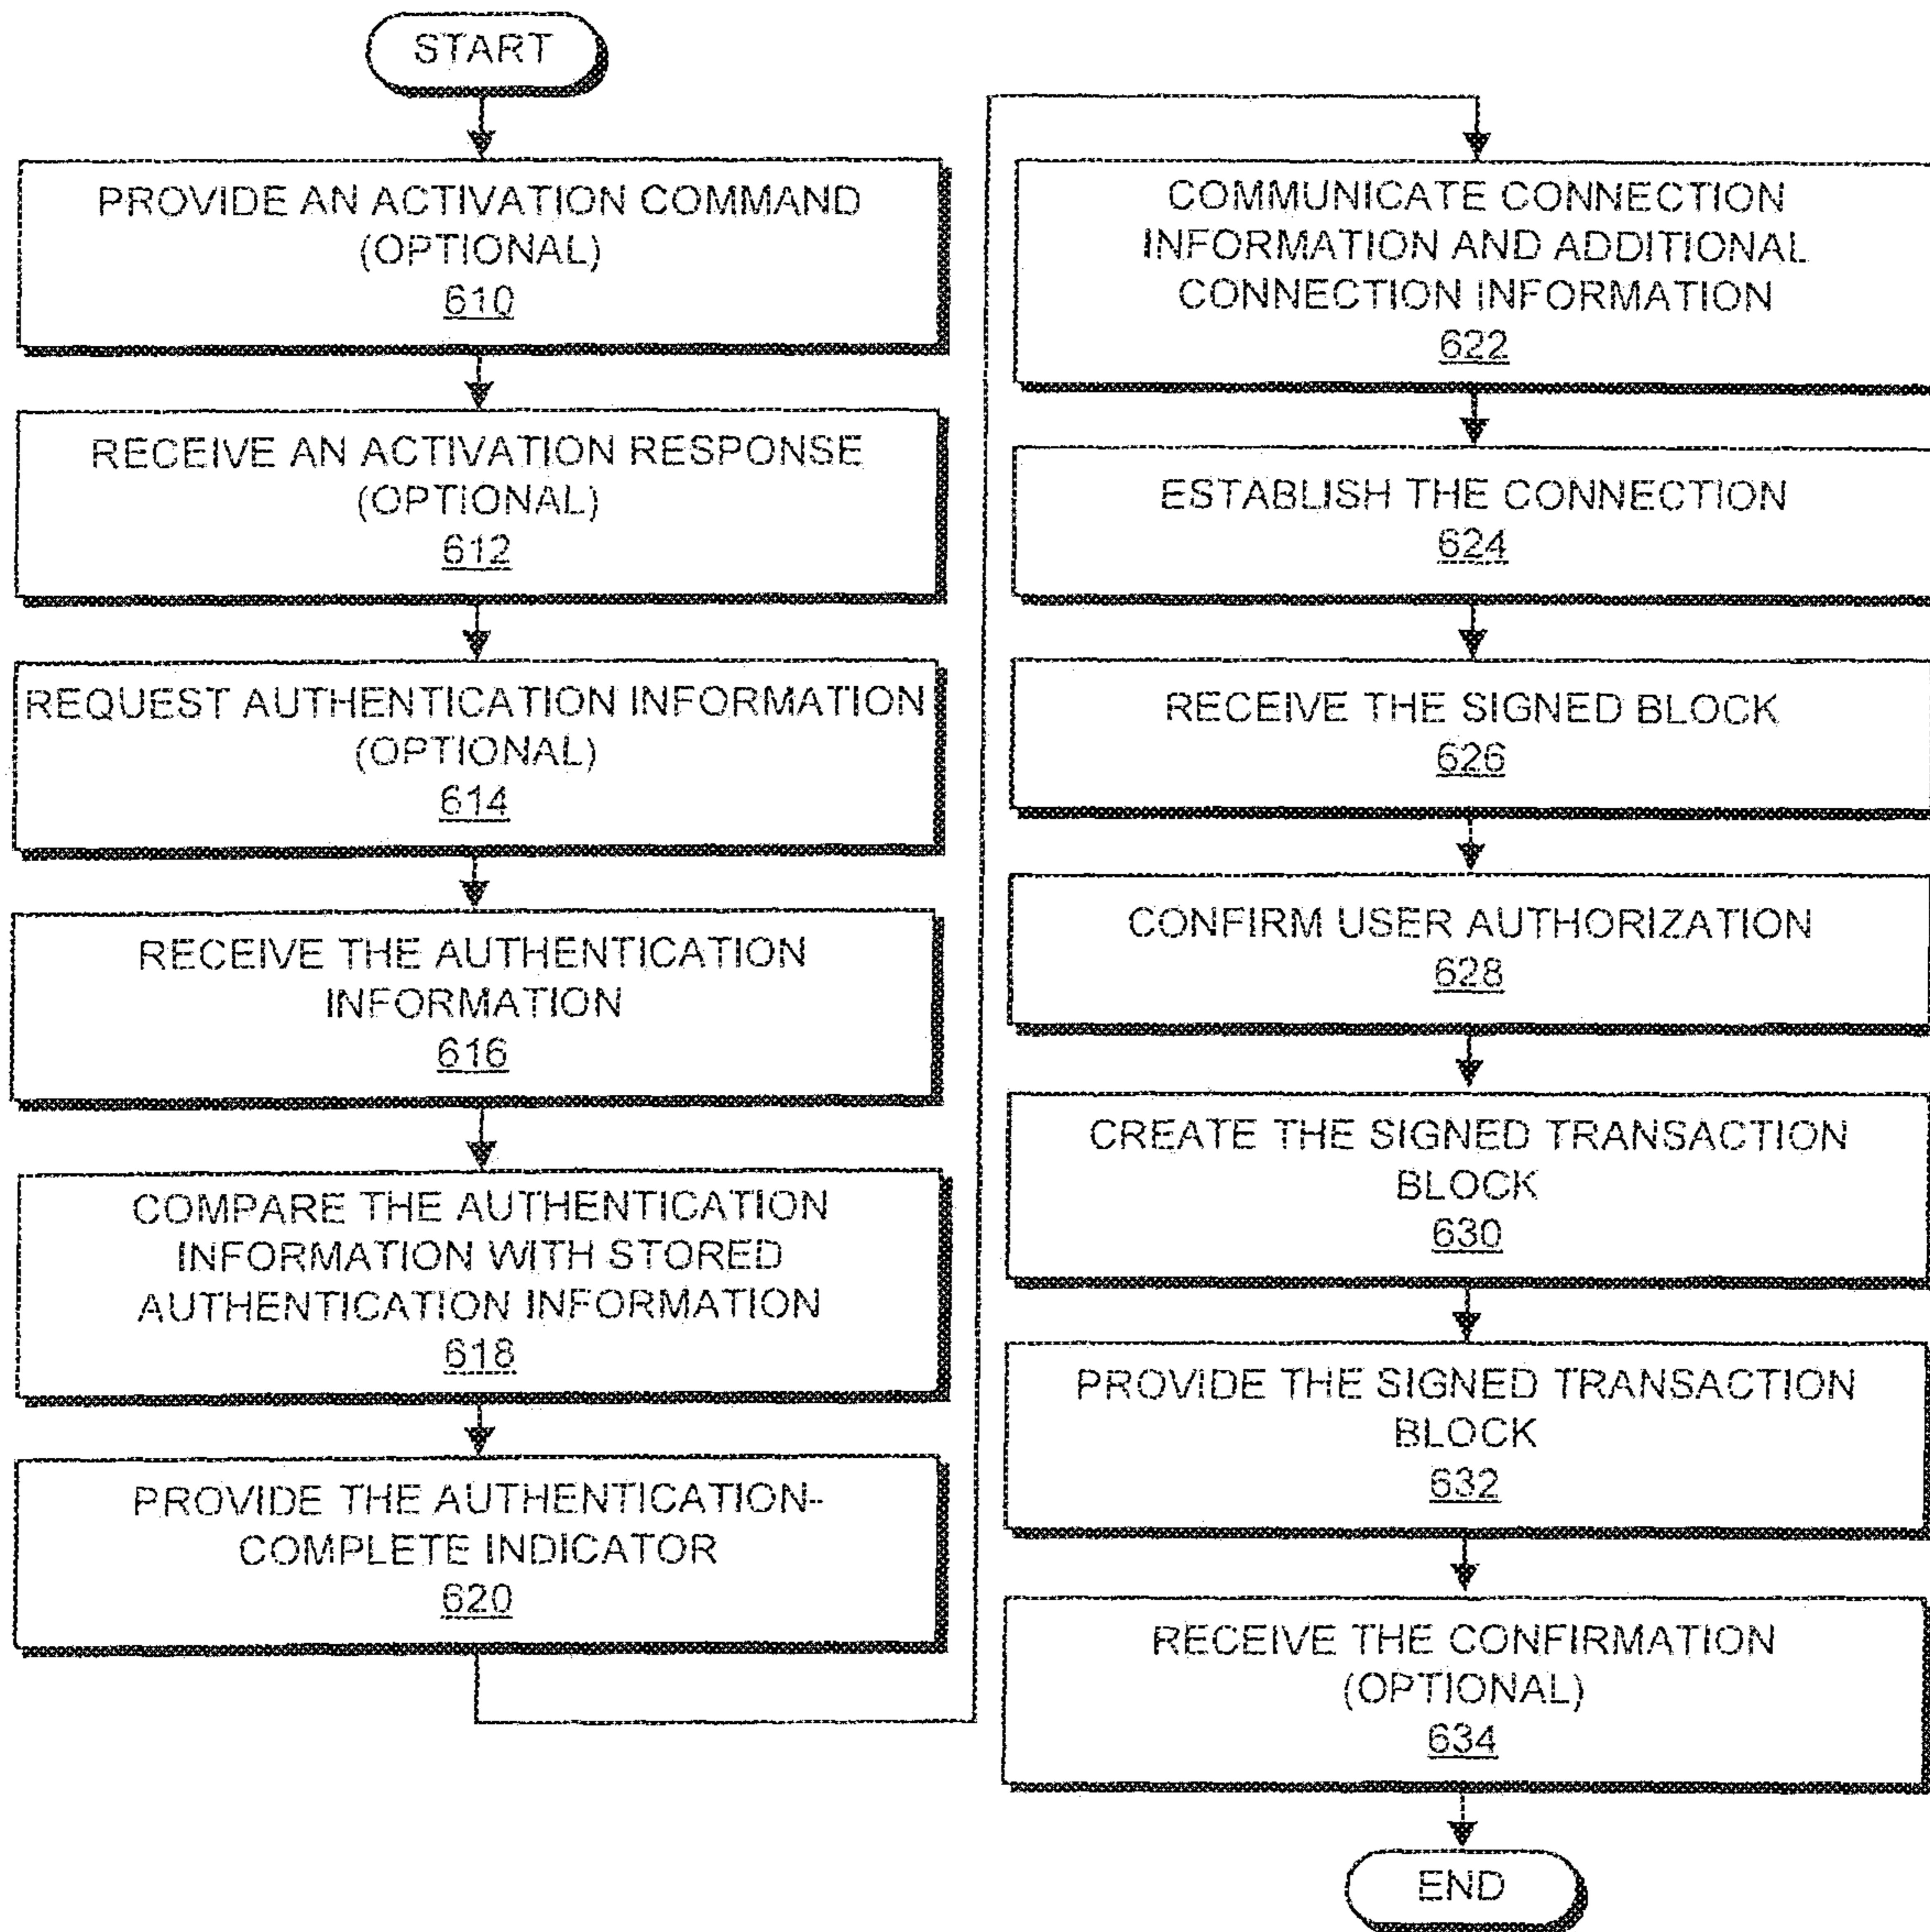 START
PROVIDE AN ACTIVATION COMMAND
(OPTIONAL)
610
RECEIVE AN ACTIVATION RESPONSE
(OPTIONAL)
612
REQUEST AUTHENTICATION INFORMATION
(OPTIONAL)
614
RECEIVE THE AUTHENTICATION
INFORMATION
616
COMPARE THE AUTHENTICATION
INFORMATION WITH STORED
AUTHENTICATION INFORMATION
618
PROVIDE THE AUTHENTICATION-
COMPLETE INDICATOR
620
COMMUNICATE CONNECTION
INFORMATION AND ADDITIONAL
CONNECTION INFORMATION
622
ESTABLISH THE CONNECTION
624
RECEIVE THE SIGNED BLOCK
626
CONFIRM USER AUTHORIZATION
628
CREATE THE SIGNED TRANSACTION
BLOCK
630
PROVIDE THE SIGNED TRANSACTION
BLOCK
632
RECEIVE THE CONFIRMATION
(OPTIONAL)
634
END